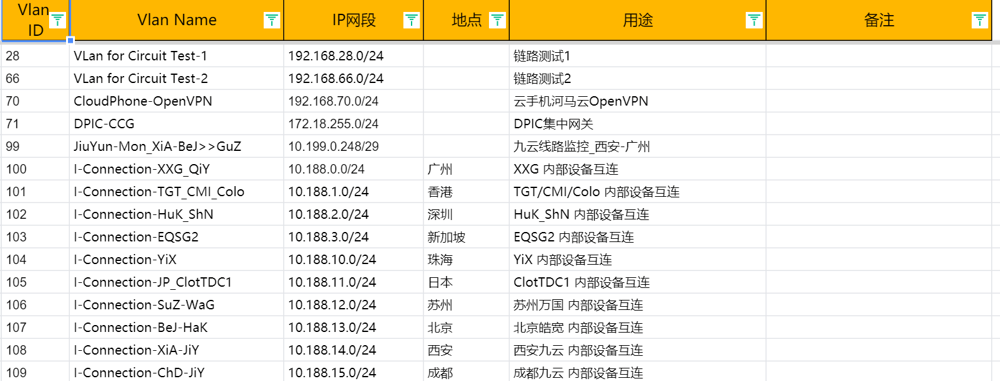 Vlan ID Vlan Name IP网段 地点 用途 备注
28 VLan for Circuit Test-1 192.168.28.0/24 链路测试1
66 VLan for Circuit Test-2 192.168.66.0/24 链路测试2
70 CloudPhone-OpenVPN 192.168.70.0/24 云手机河马云OpenVPN
71 DPIC-CCG 172.18.255.0/24 DPIC集中网关
99 JiuYun-Mon_XiA-BeJ>>GuZ 10.199.0.248/29 九云线路监控_西安-广州
100 I-Connection-XXG_QiY 10.188.0.0/24 广州 XXG 内部设备互连
101 I-Connection-TGT_CMI_Colo 10.188.1.0/24 香港 TGT/CMI/Colo 内部设备互连
102 I-Connection-HuK_ShN 10.188.2.0/24 深圳 HuK_ShN 内部设备互连
103 I-Connection-EQSG2 10.188.3.0/24 新加坡 EQSG2 内部设备互连
104 I-Connection-YiX 10.188.10.0/24 珠海 YiX 内部设备互连
105 I-Connection-JP_ClotTDC1 10.188.11.0/24 日本 ClotTDC1 内部设备互连
106 I-Connection-SuZ-WaG 10.188.12.0/24 苏州 苏州万国 内部设备互连
107 I-Connection-BeJ-HaK 10.188.13.0/24 北京 北京皓宽 内部设备互连
108 I-Connection-XiA-JiY 10.188.14.0/24 西安 西安九云 内部设备互连
109 I-Connection-ChD-JiY 10.188.15.0/24 成都 成都九云 内部设备互连